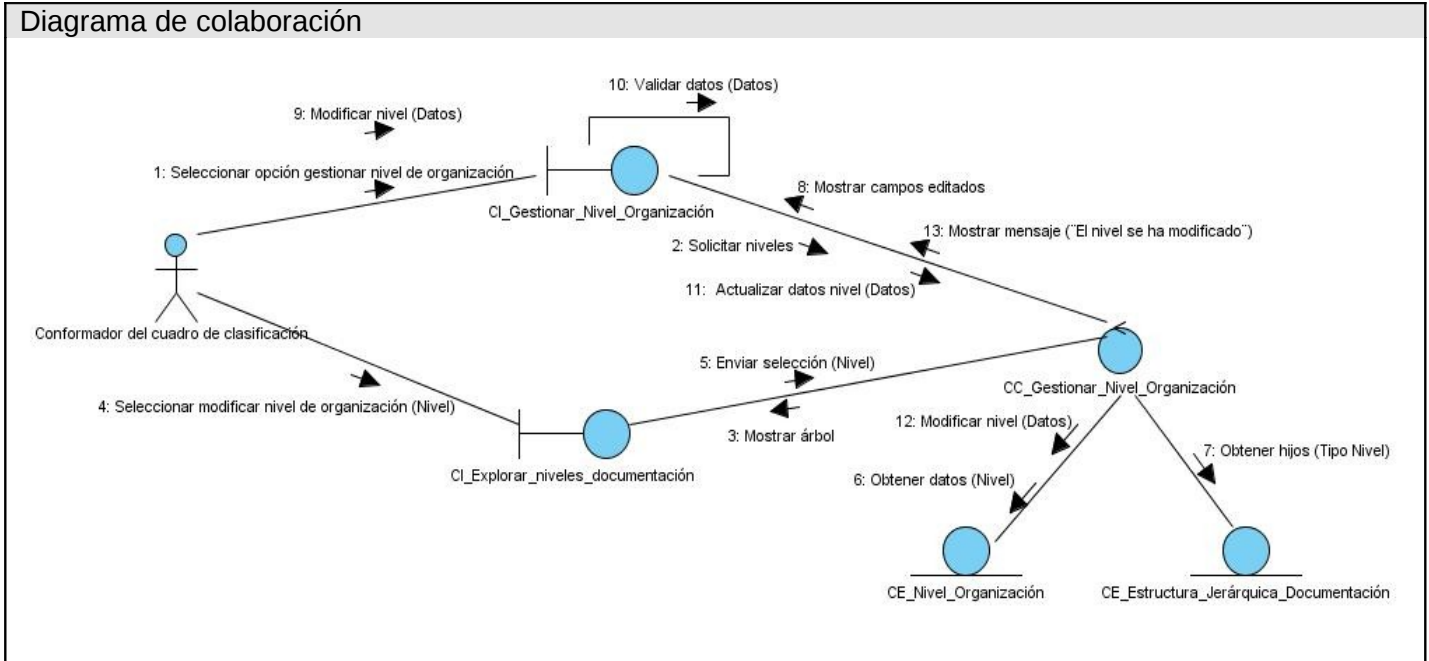 Diagrama de colaboración
10: Validar datos (Datos)
9: Modificar nivel (Datos)
1: Seleccionar opción gestionar nivel de organización
8: Mostrar campos editados
CI_Gestionar_Nivel_Organización
13: Mostrar mensaje (¨El nivel se ha modificado¨)
2: Solicitar niveles
11: Actualizar datos nivel (Datos)
Conformador del cuadro de clasificación
5: Enviar selección (Nivel)
CC_Gestionar_Nivel_Organización
4: Seleccionar modificar nivel de organización (Nivel)
12: Modificar nivel (Datos)
3: Mostrar árbol
7: Obtener hijos (Tipo Nivel)
CI_Explorar_niveles_documentación
6: Obtener datos (Nivel)
CE_Nivel_Organización
CE_Estructura_Jerárquica_Documentación